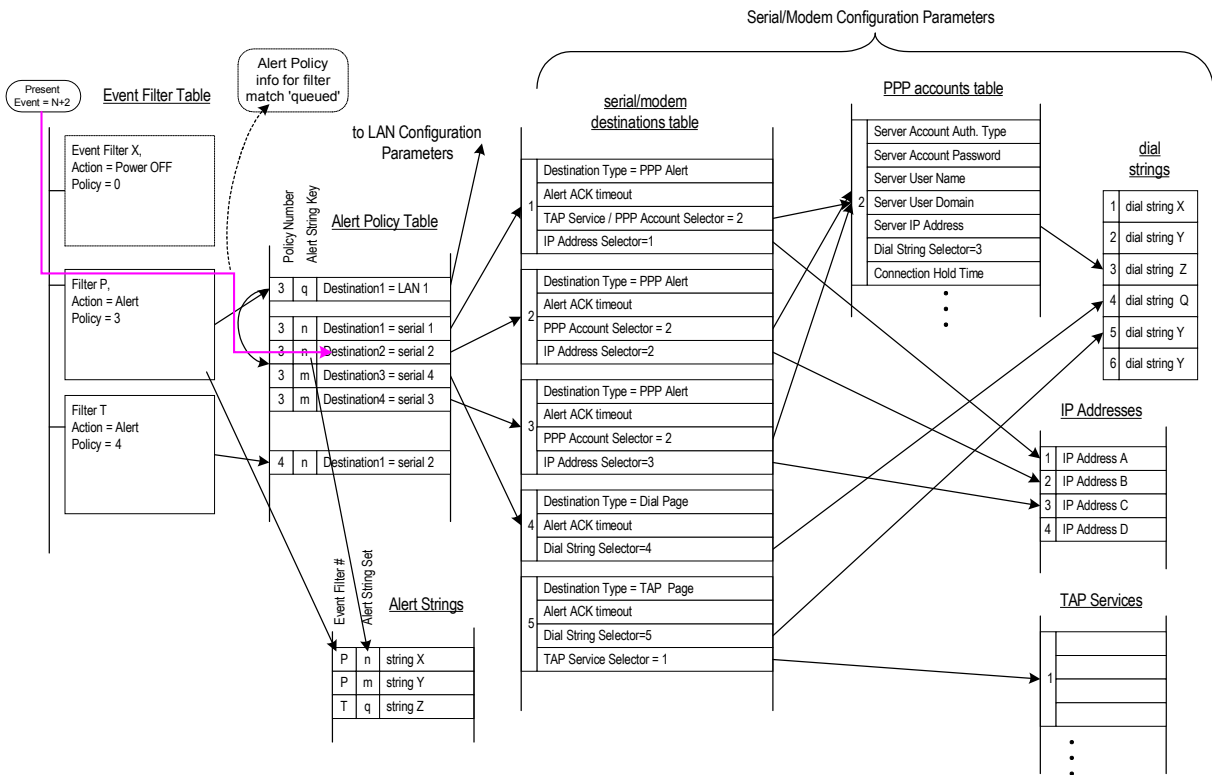 Serial/Modem Configuration Parameters
Present
Event = N+2
Event Filter Table
Alert Policy
info for filter
match 'queued'
Event Filter X,
Action = Power OFF
Policy = 0
Filter P,
Action = Alert
Policy = 3
Filter T
Action = Alert
Policy = 4
to LAN Configuration
Parameters
Policy Number
Alert String Key
Alert Policy Table
3 q Destination1 = LAN 1
3 n Destination1 = serial 1
3 n Destination2 = serial 2
3 m Destination3 = serial 4
3 m Destination4 = serial 3
4 n Destination1 = serial 2
Event Filter #
Alert String Set
Alert Strings
P n string X
P m string Y
T q string Z
serial/modem
destinations table
1
Destination Type = PPP Alert
Alert ACK timeout
TAP Service / PPP Account Selector = 2
IP Address Selector=1
2
Destination Type = PPP Alert
Alert ACK timeout
PPP Account Selector = 2
IP Address Selector=2
3
Destination Type = PPP Alert
Alert ACK timeout
PPP Account Selector = 2
IP Address Selector=3
4
Destination Type = Dial Page
Alert ACK timeout
Dial String Selector=4
5
Destination Type = TAP Page
Alert ACK timeout
Dial String Selector=5
TAP Service Selector = 1
PPP accounts table
2
Server Account Auth. Type
Server Account Password
Server User Name
Server User Domain
Server IP Address
Dial String Selector=3
Connection Hold Time
dial
strings
1 dial string X
2 dial string Y
3 dial string Z
4 dial string Q
5 dial string Y
6 dial string Y
IP Addresses
1 IP Address A
2 IP Address B
3 IP Address C
4 IP Address D
TAP Services
1